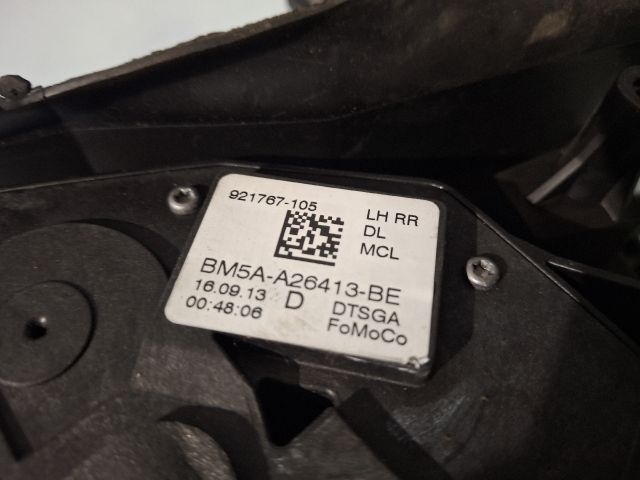 921767-105 LH RR
DL
MCL
BM5A-A26413-BE
16.09.13 D DTSGA
00:48:06 FoMoCo